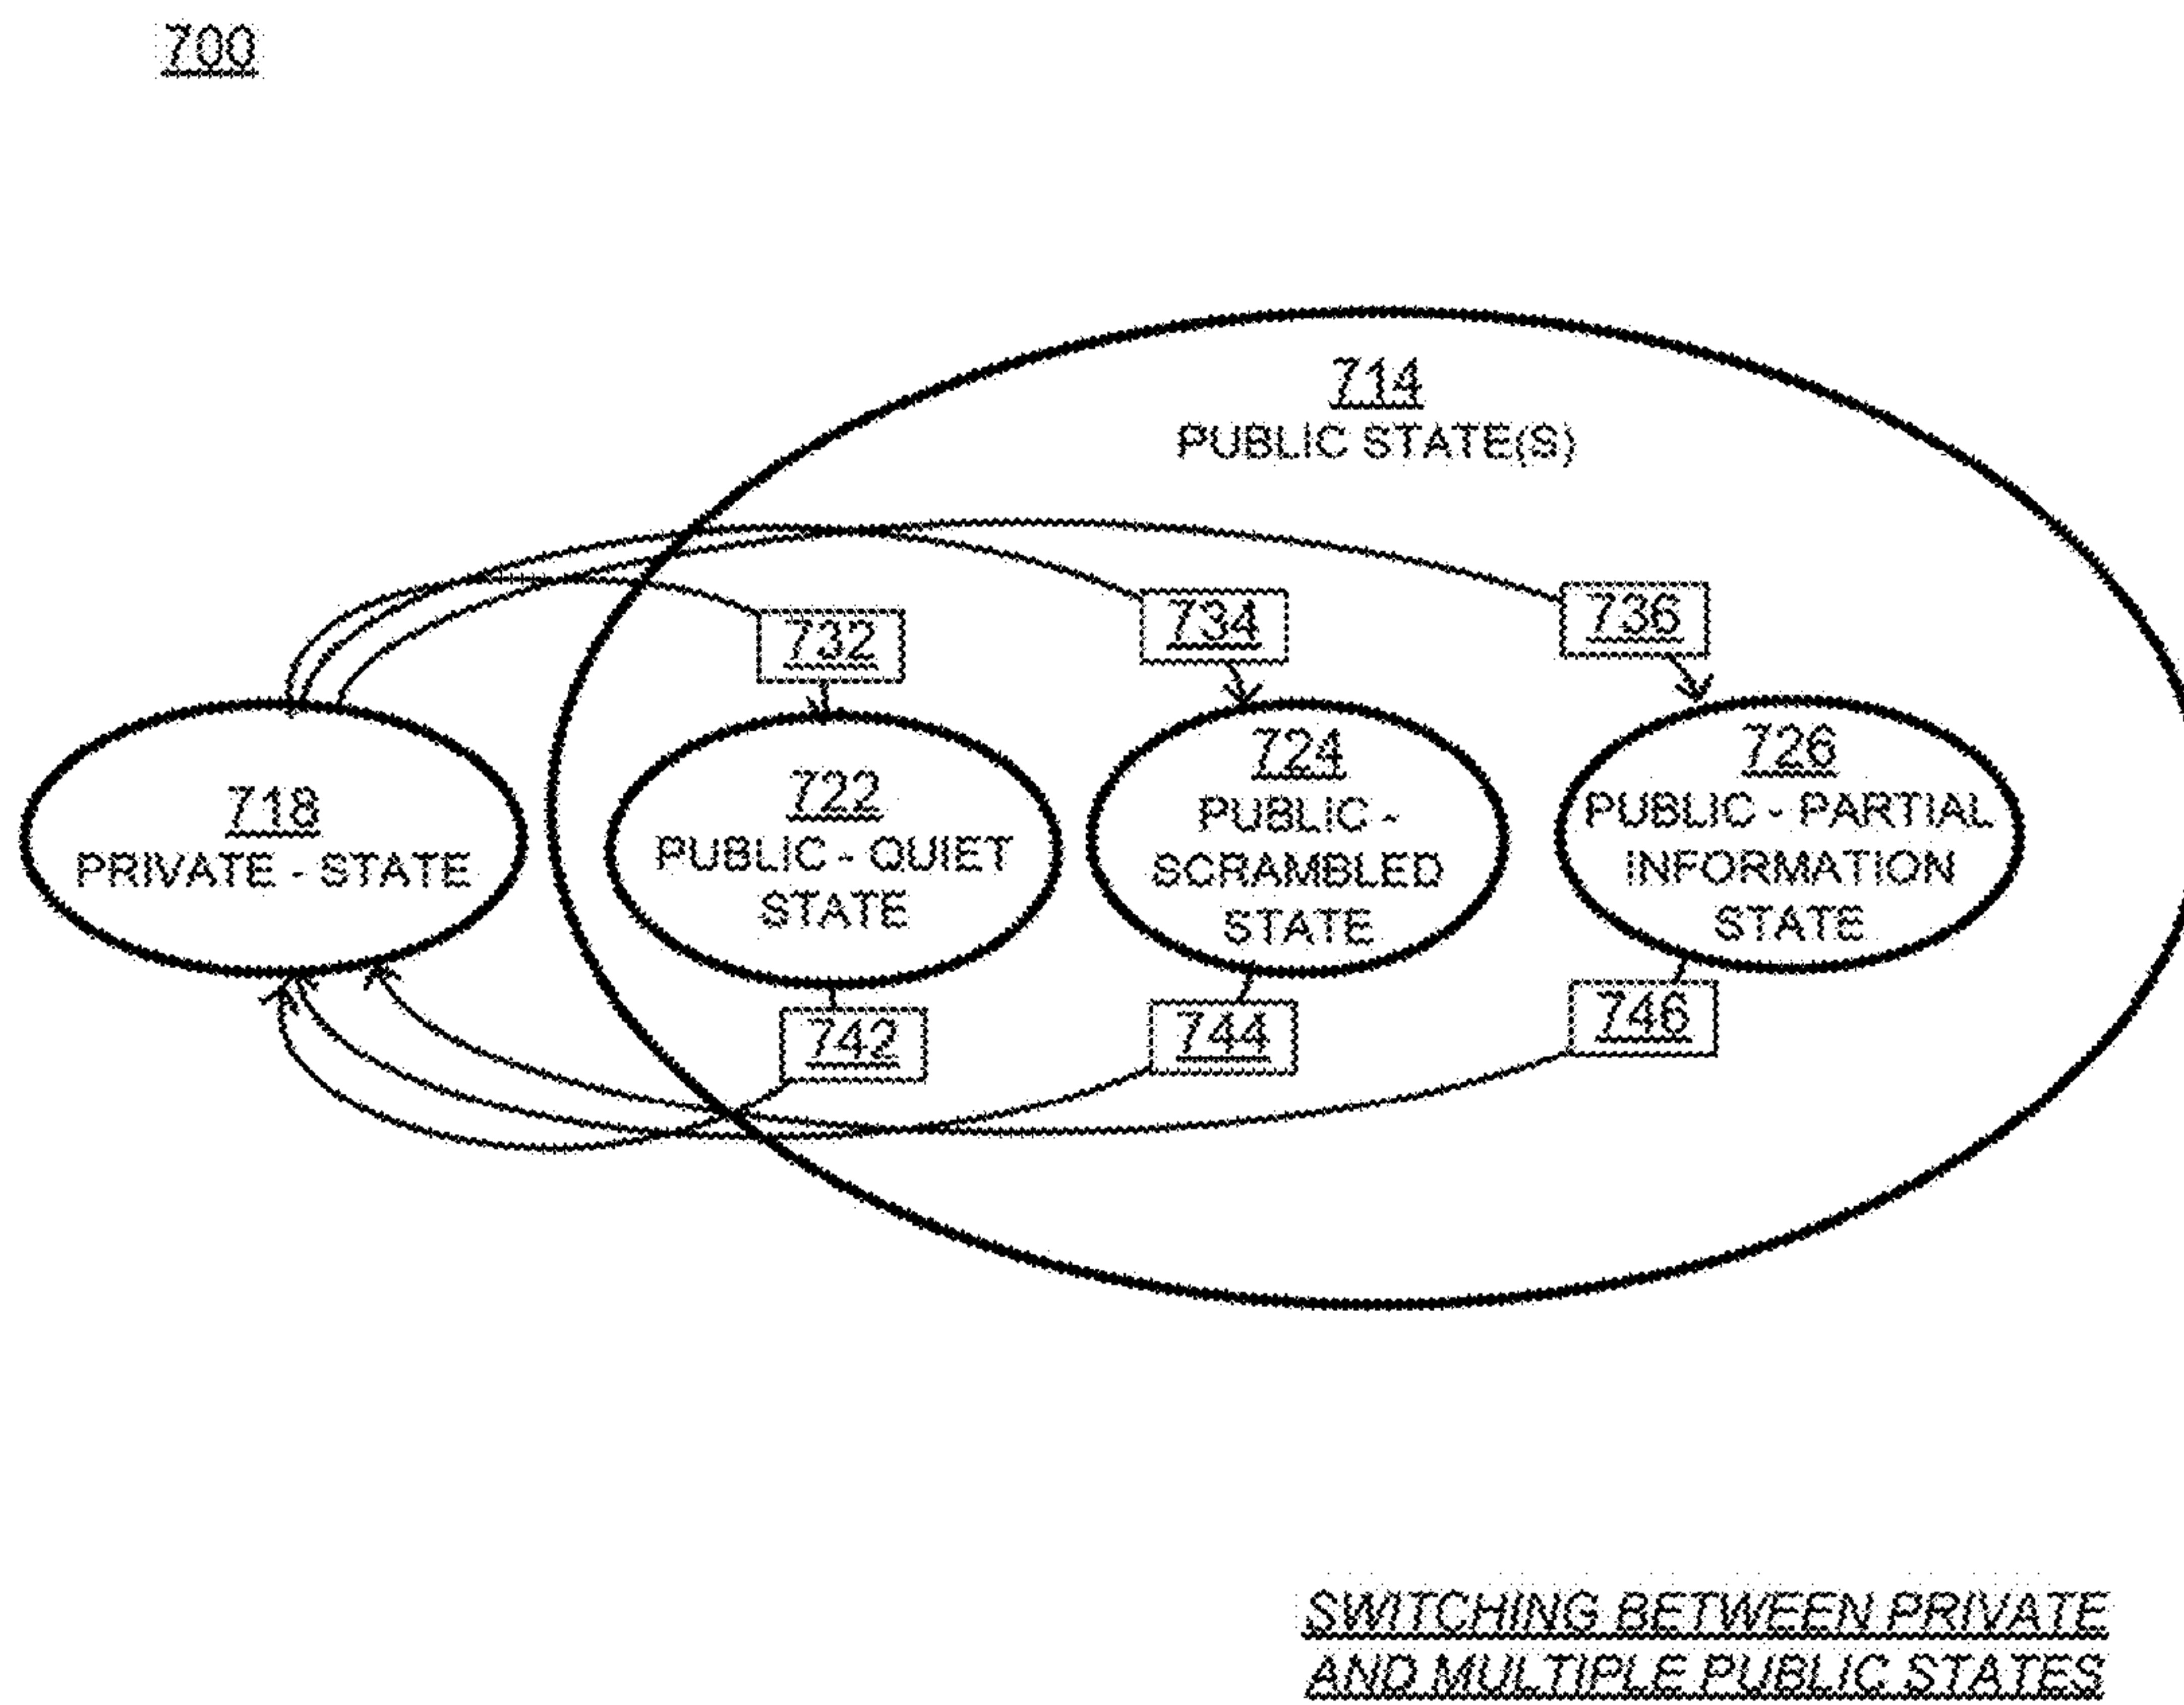 700
714
PUBLIC STATE(S)
732
734
736
718
PRIVATE - STATE
722
PUBLIC - QUIET
STATE
724
PUBLIC -
SCRAMBLED
STATE
726
PUBLIC - PARTIAL
INFORMATION
STATE
742
744
746
SWITCHING BETWEEN PRIVATE
AND MULTIPLE PUBLIC STATES